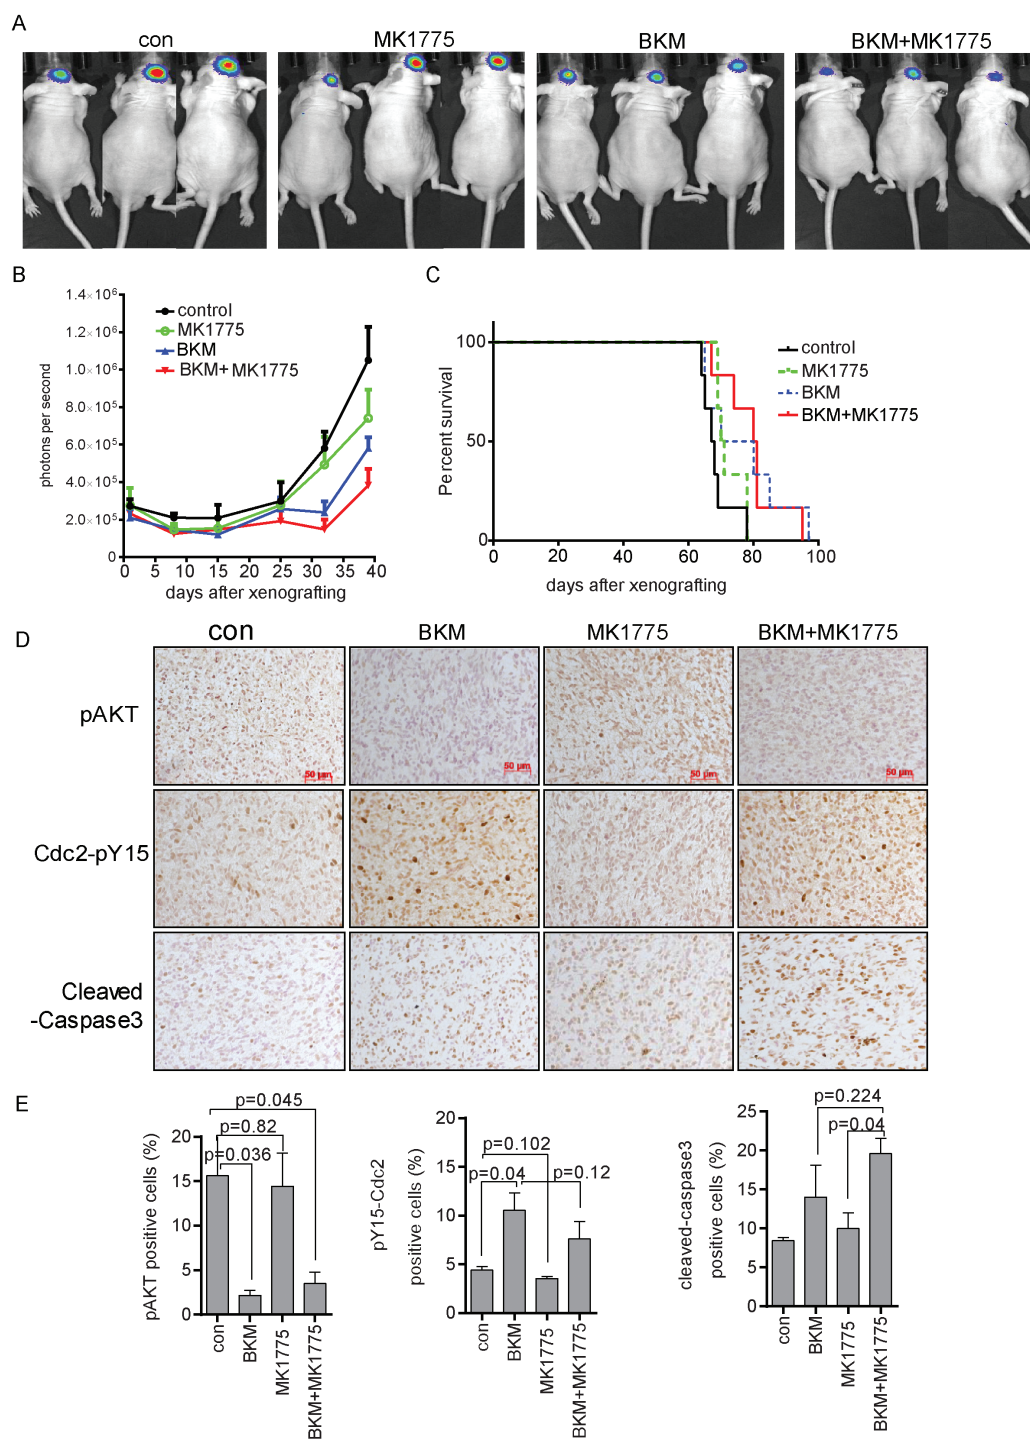 A
con MK1775 BKM BKM+MK1775
B
1.4×10⁶
1.2×10⁶
1.0×10⁶
8.0×10⁵
6.0×10⁵
4.0×10⁵
2.0×10⁵
0
photons per second
control
MK1775
BKM
BKM+MK1775
0 5 10 15 20 25 30 35 40
days after xenografting
C
100
50
0
Percent survival
control
MK1775
BKM
BKM+MK1775
0 20 40 60 80 100
days after xenografting
D
con BKM MK1775 BKM+MK1775
pAKT
50 µm 50 µm 50 µm 50 µm
Cdc2-pY15
Cleaved
-Caspase3
E
pAKT positive cells (%)
20
15
10
5
0
p=0.045
p=0.82
p=0.036
con
BKM
MK1775
BKM+MK1775
pY15-Cdc2
positive cells (%)
20
15
10
5
0
p=0.102
p=0.04
p=0.12
con
BKM
MK1775
BKM+MK1775
cleaved-caspase3
positive cells (%)
25
20
15
10
5
0
p=0.224
p=0.04
con
BKM
MK1775
BKM+MK1775